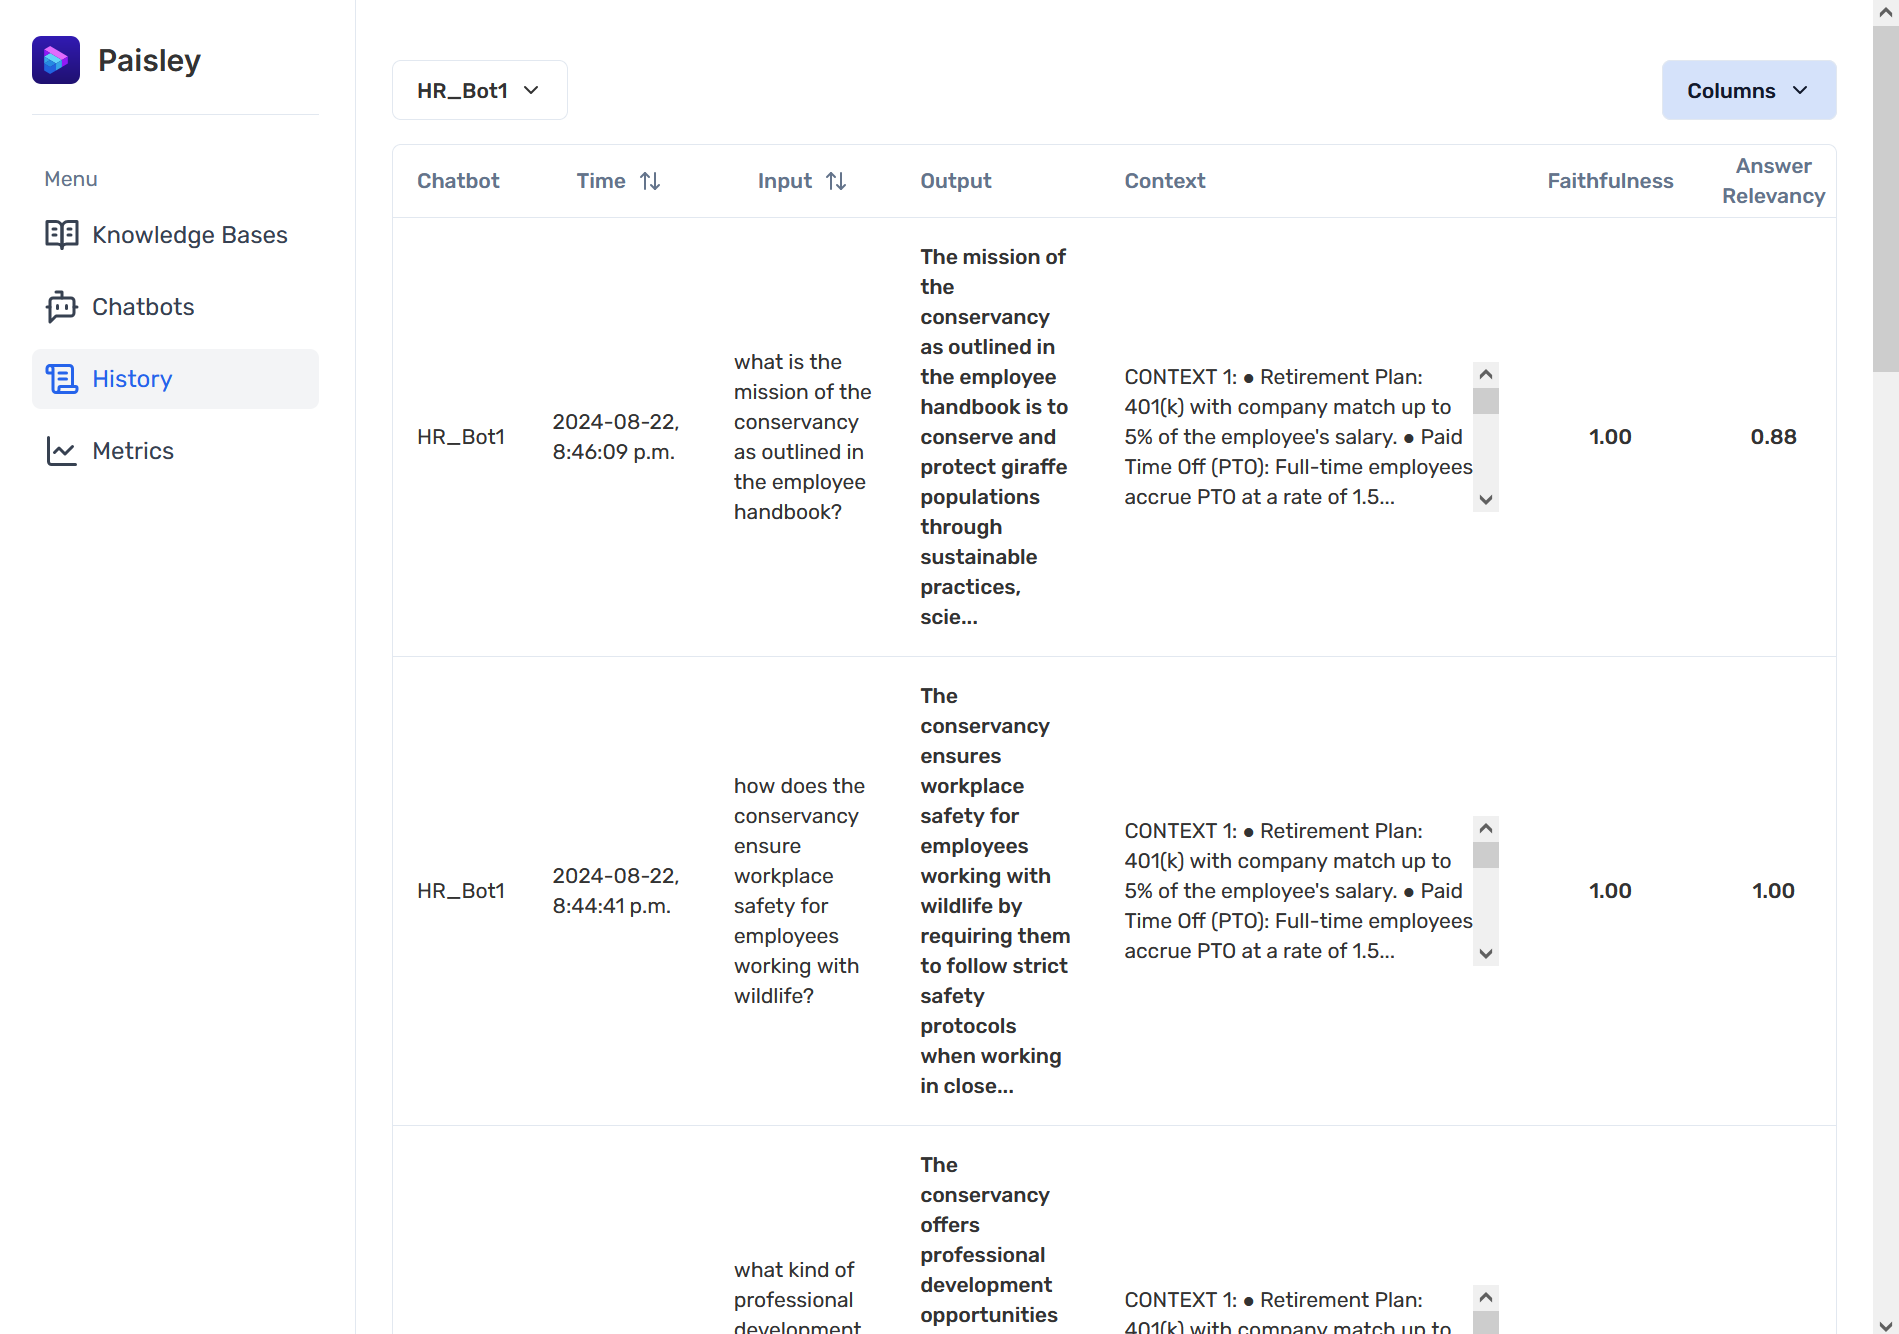 Paisley
Menu
Knowledge Bases
Chatbots
History
Metrics
HR_Bot1
Columns
Chatbot
Time
Input
Output
Context
Faithfulness
Answer
Relevancy
HR_Bot1
2024-08-22,
8:46:09 p.m.
what is the
mission of the
conservancy
as outlined in
the employee
handbook?
The mission of
the
conservancy
as outlined in
the employee
handbook is to
conserve and
protect giraffe
populations
through
sustainable
practices,
scie...
CONTEXT 1: ● Retirement Plan:
401(k) with company match up to
5% of the employee's salary. ● Paid
Time Off (PTO): Full-time employees
accrue PTO at a rate of 1.5...
1.00
0.88
HR_Bot1
2024-08-22,
8:44:41 p.m.
how does the
conservancy
ensure
workplace
safety for
employees
working with
wildlife?
The
conservancy
ensures
workplace
safety for
employees
working with
wildlife by
requiring them
to follow strict
safety
protocols
when working
in close...
CONTEXT 1: ● Retirement Plan:
401(k) with company match up to
5% of the employee's salary. ● Paid
Time Off (PTO): Full-time employees
accrue PTO at a rate of 1.5...
1.00
1.00
what kind of
professional
development
The
conservancy
offers
professional
development
opportunities
CONTEXT 1: ● Retirement Plan:
401(k) with company match up to